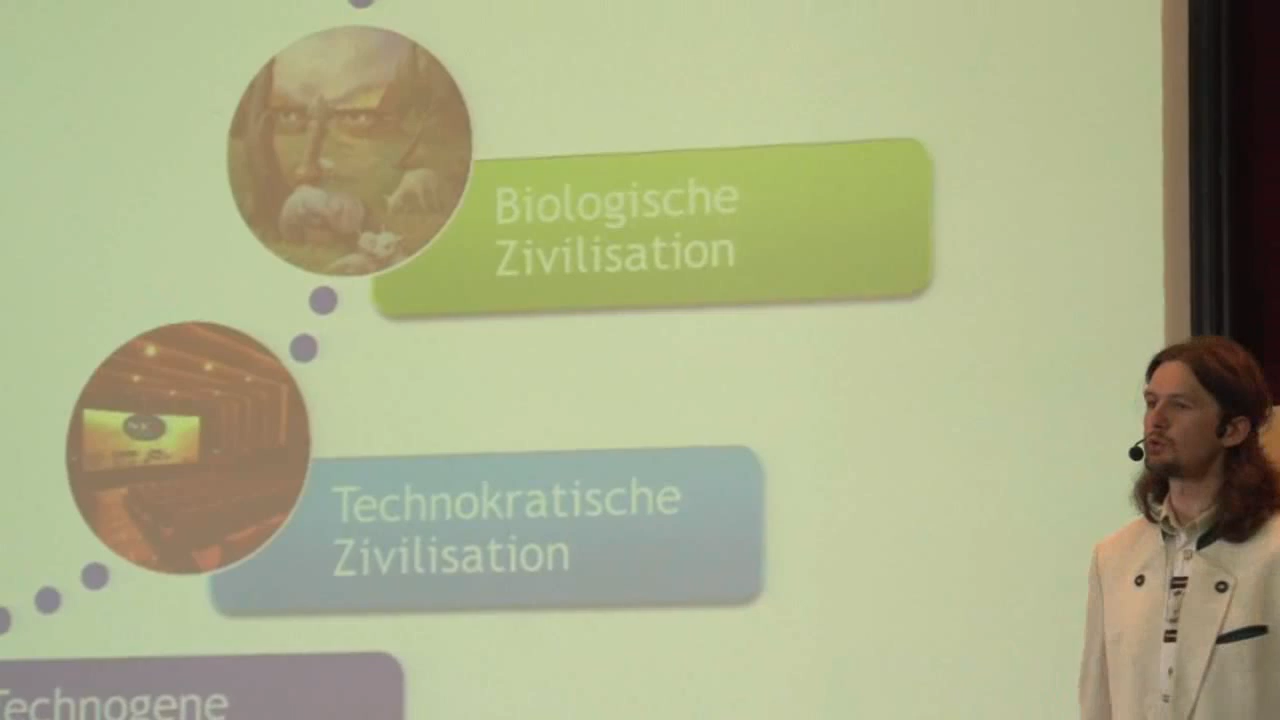 Biologische
Zivilisation
Technokratische
Zivilisation
Technogene